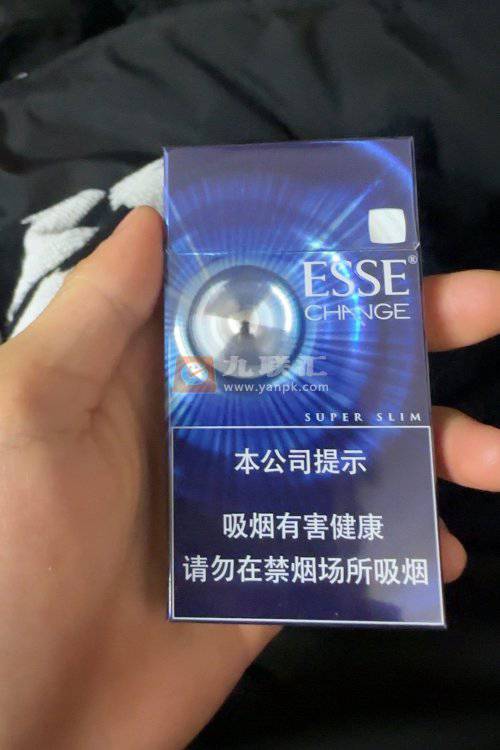 ESSE®
CHANGE
九联汇
www.yanpk.com
SUPER SLIM
本公司提示
吸烟有害健康
请勿在禁烟场所吸烟